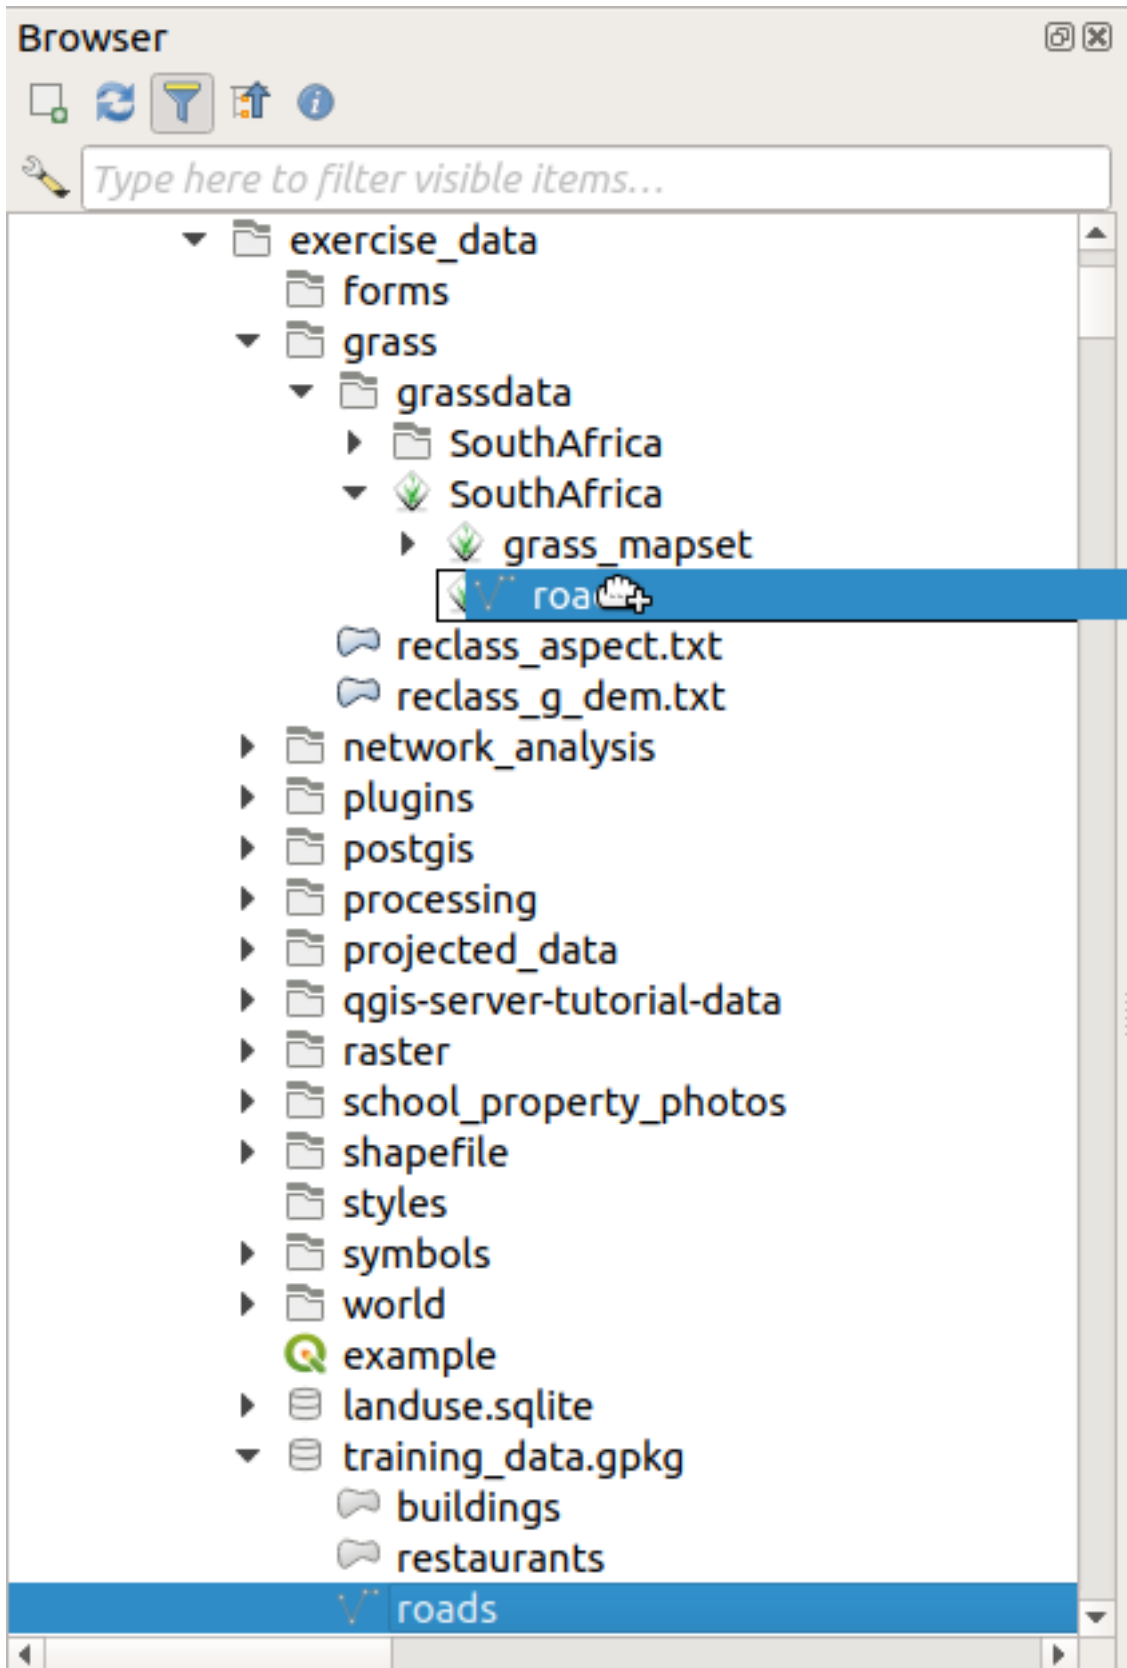 Browser
Type here to filter visible items...
exercise_data
forms
grass
grassdata
SouthAfrica
SouthAfrica
grass_mapset
reclass_aspect.txt
reclass_g_dem.txt
network_analysis
plugins
postgis
processing
projected_data
qgis-server-tutorial-data
raster
school_property_photos
shapefile
styles
symbols
world
example
landuse.sqlite
training_data.gpkg
buildings
restaurants
roads